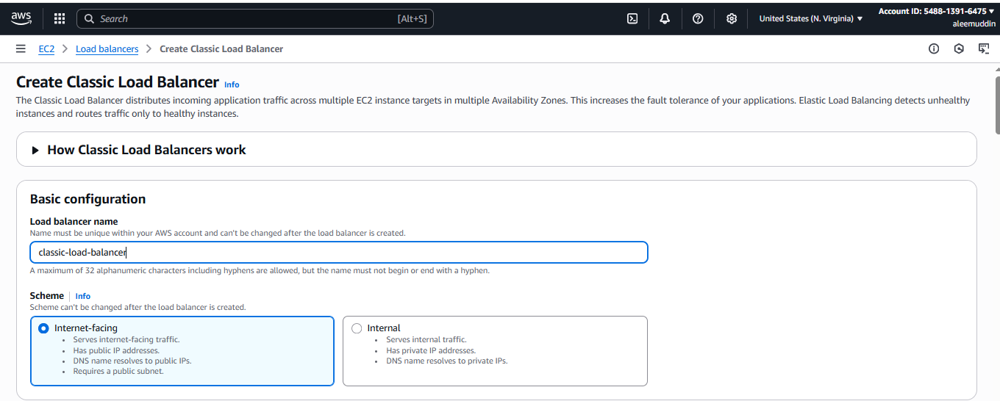 aws
Search
[Alt+S]
United States (N. Virginia)
Account ID: 5488-1391-6475
aleemuddin
EC2
Load balancers
Create Classic Load Balancer
Create Classic Load Balancer Info
The Classic Load Balancer distributes incoming application traffic across multiple EC2 instance targets in multiple Availability Zones. This increases the fault tolerance of your applications. Elastic Load Balancing detects unhealthy
instances and routes traffic only to healthy instances.
How Classic Load Balancers work
Basic configuration
Load balancer name
Name must be unique within your AWS account and can't be changed after the load balancer is created.
classic-load-balancer
A maximum of 32 alphanumeric characters including hyphens are allowed, but the name must not begin or end with a hyphen.
Scheme Info
Scheme can't be changed after the load balancer is created.
Internet-facing
• Serves internet-facing traffic.
• Has public IP addresses.
• DNS name resolves to public IPs.
• Requires a public subnet.
Internal
• Serves internal traffic.
• Has private IP addresses.
• DNS name resolves to private IPs.